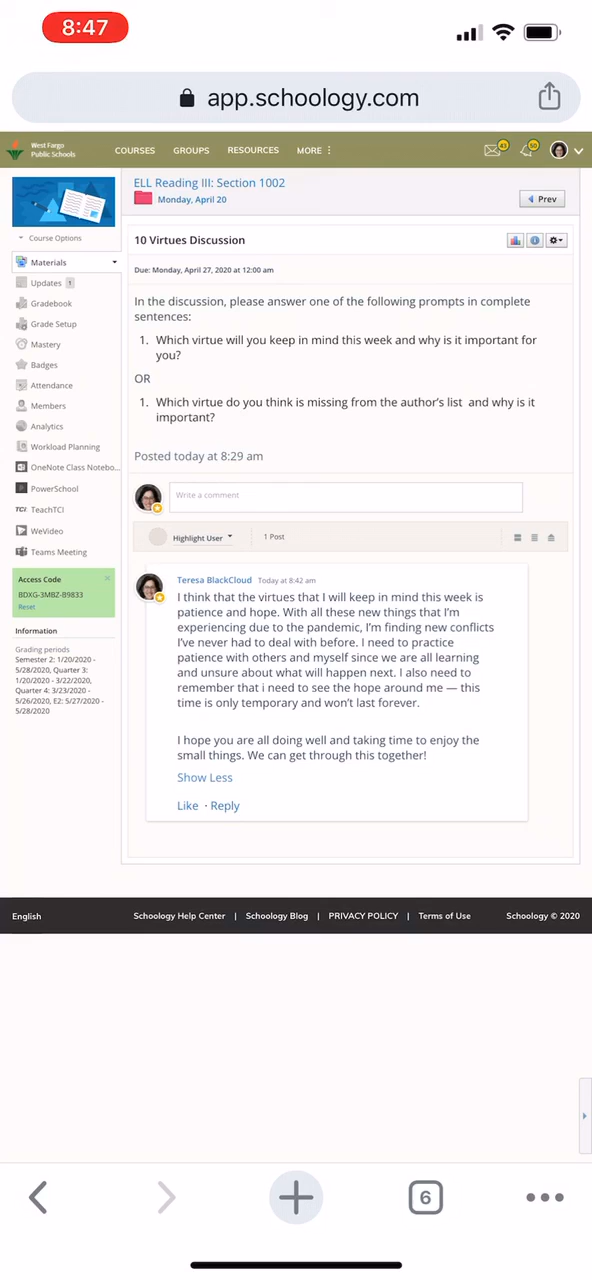 8:47
app.schoology.com
West Fargo
Public Schools
COURSES
GROUPS
RESOURCES
MORE
43
50
ELL Reading III: Section 1002
Monday, April 20
Prev
Course Options
Materials
Updates 1
Gradebook
Grade Setup
Mastery
Badges
Attendance
Members
Analytics
Workload Planning
OneNote Class Notebo...
PowerSchool
TCi TeachTCI
WeVideo
Teams Meeting
Access Code
BDXG-3MBZ-B9833
Reset
Information
Grading periods
Semester 2: 1/20/2020 -
5/28/2020, Quarter 3:
1/20/2020 - 3/22/2020,
Quarter 4: 3/23/2020 -
5/26/2020, E2: 5/27/2020 -
5/28/2020
10 Virtues Discussion
Due: Monday, April 27, 2020 at 12:00 am
In the discussion, please answer one of the following prompts in complete
sentences:
1. Which virtue will you keep in mind this week and why is it important for
you?
OR
1. Which virtue do you think is missing from the author's list and why is it
important?
Posted today at 8:29 am
Write a comment
Highlight User
1 Post
Teresa BlackCloud Today at 8:42 am
I think that the virtues that I will keep in mind this week is
patience and hope. With all these new things that I'm
experiencing due to the pandemic, I'm finding new conflicts
I've never had to deal with before. I need to practice
patience with others and myself since we are all learning
and unsure about what will happen next. I also need to
remember that i need to see the hope around me — this
time is only temporary and won't last forever.
I hope you are all doing well and taking time to enjoy the
small things. We can get through this together!
Show Less
Like · Reply
English
Schoology Help Center | Schoology Blog | PRIVACY POLICY | Terms of Use
Schoology © 2020
6